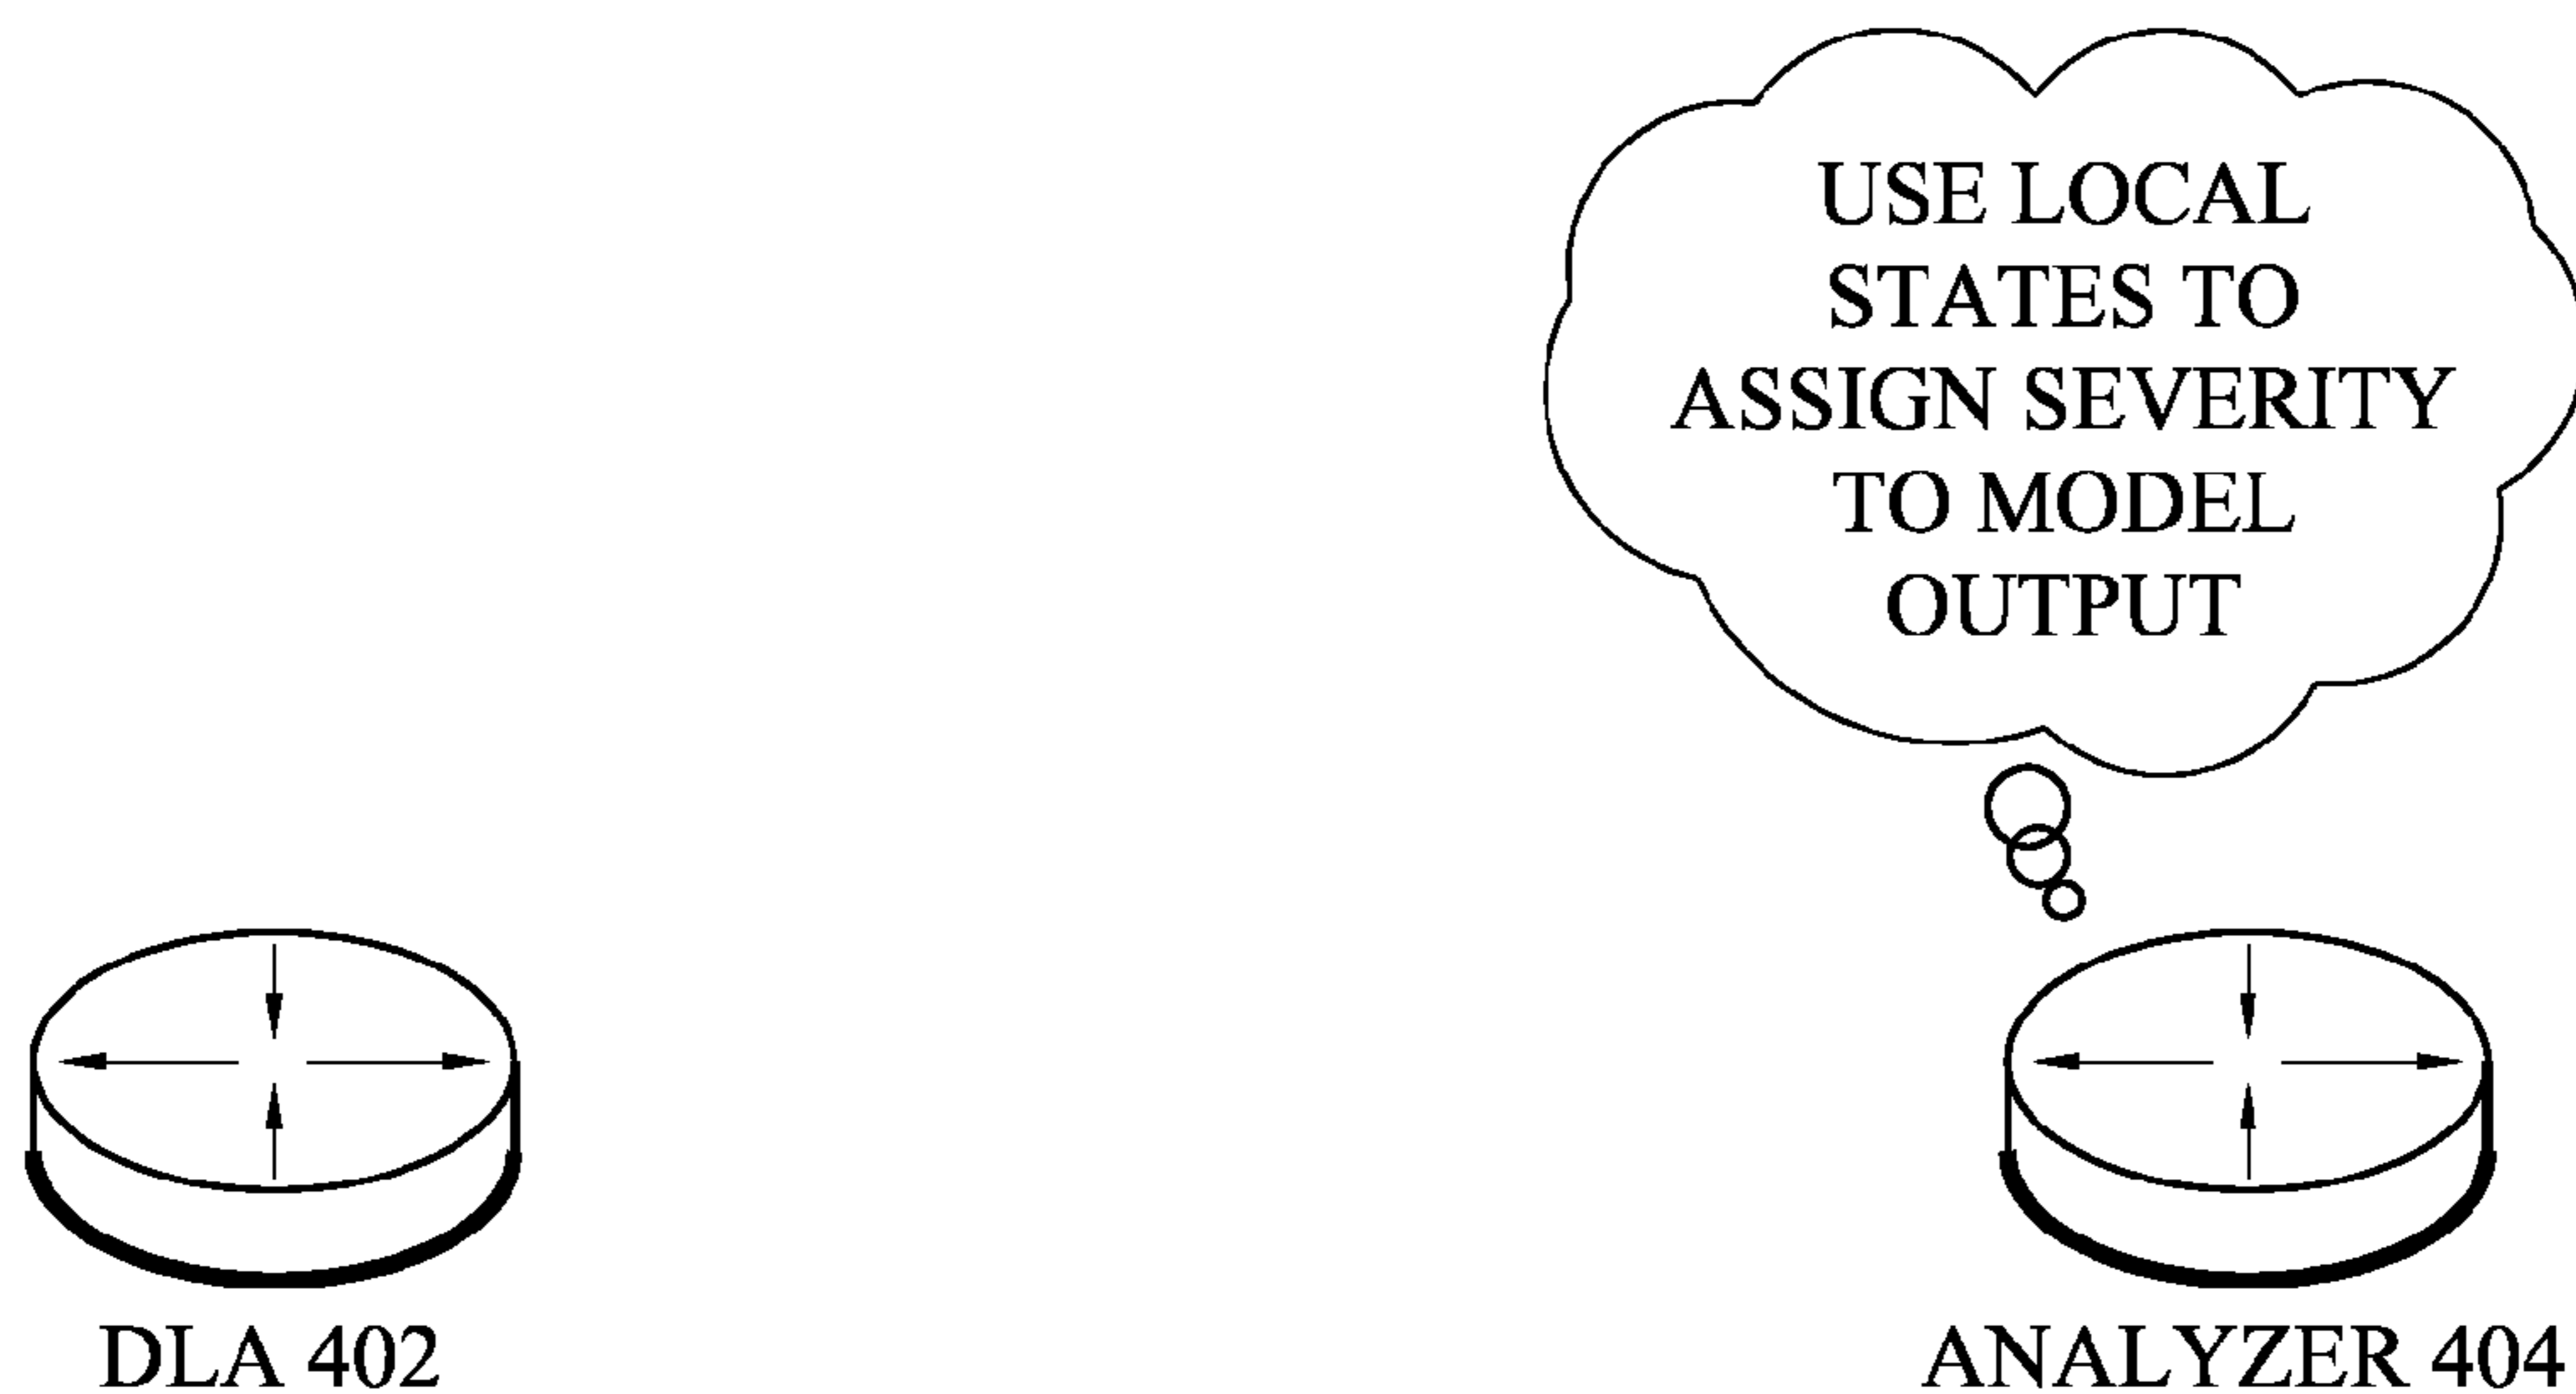 USE LOCAL
STATES TO
ASSIGN SEVERITY
TO MODEL
OUTPUT
DLA 402
ANALYZER 404